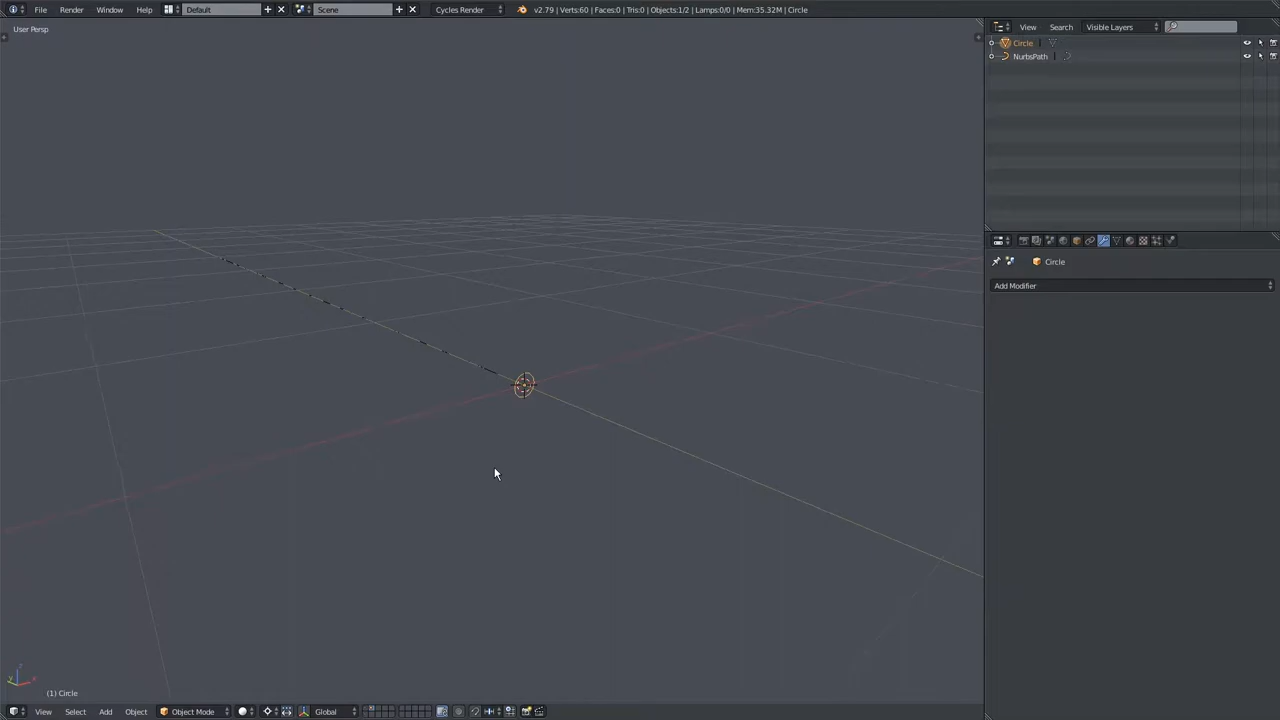 File Render Window Help Default Scene Cycles Render v2.79 | Verts:60 | Faces:0 | Tris:0 | Objects:1/2 | Lamps:0/0 | Mem:35.32M | Circle
User Persp
View Search Visible Layers
Circle
NurbsPath
Circle
Add Modifier
(1) Circle
View Select Add Object Object Mode Global